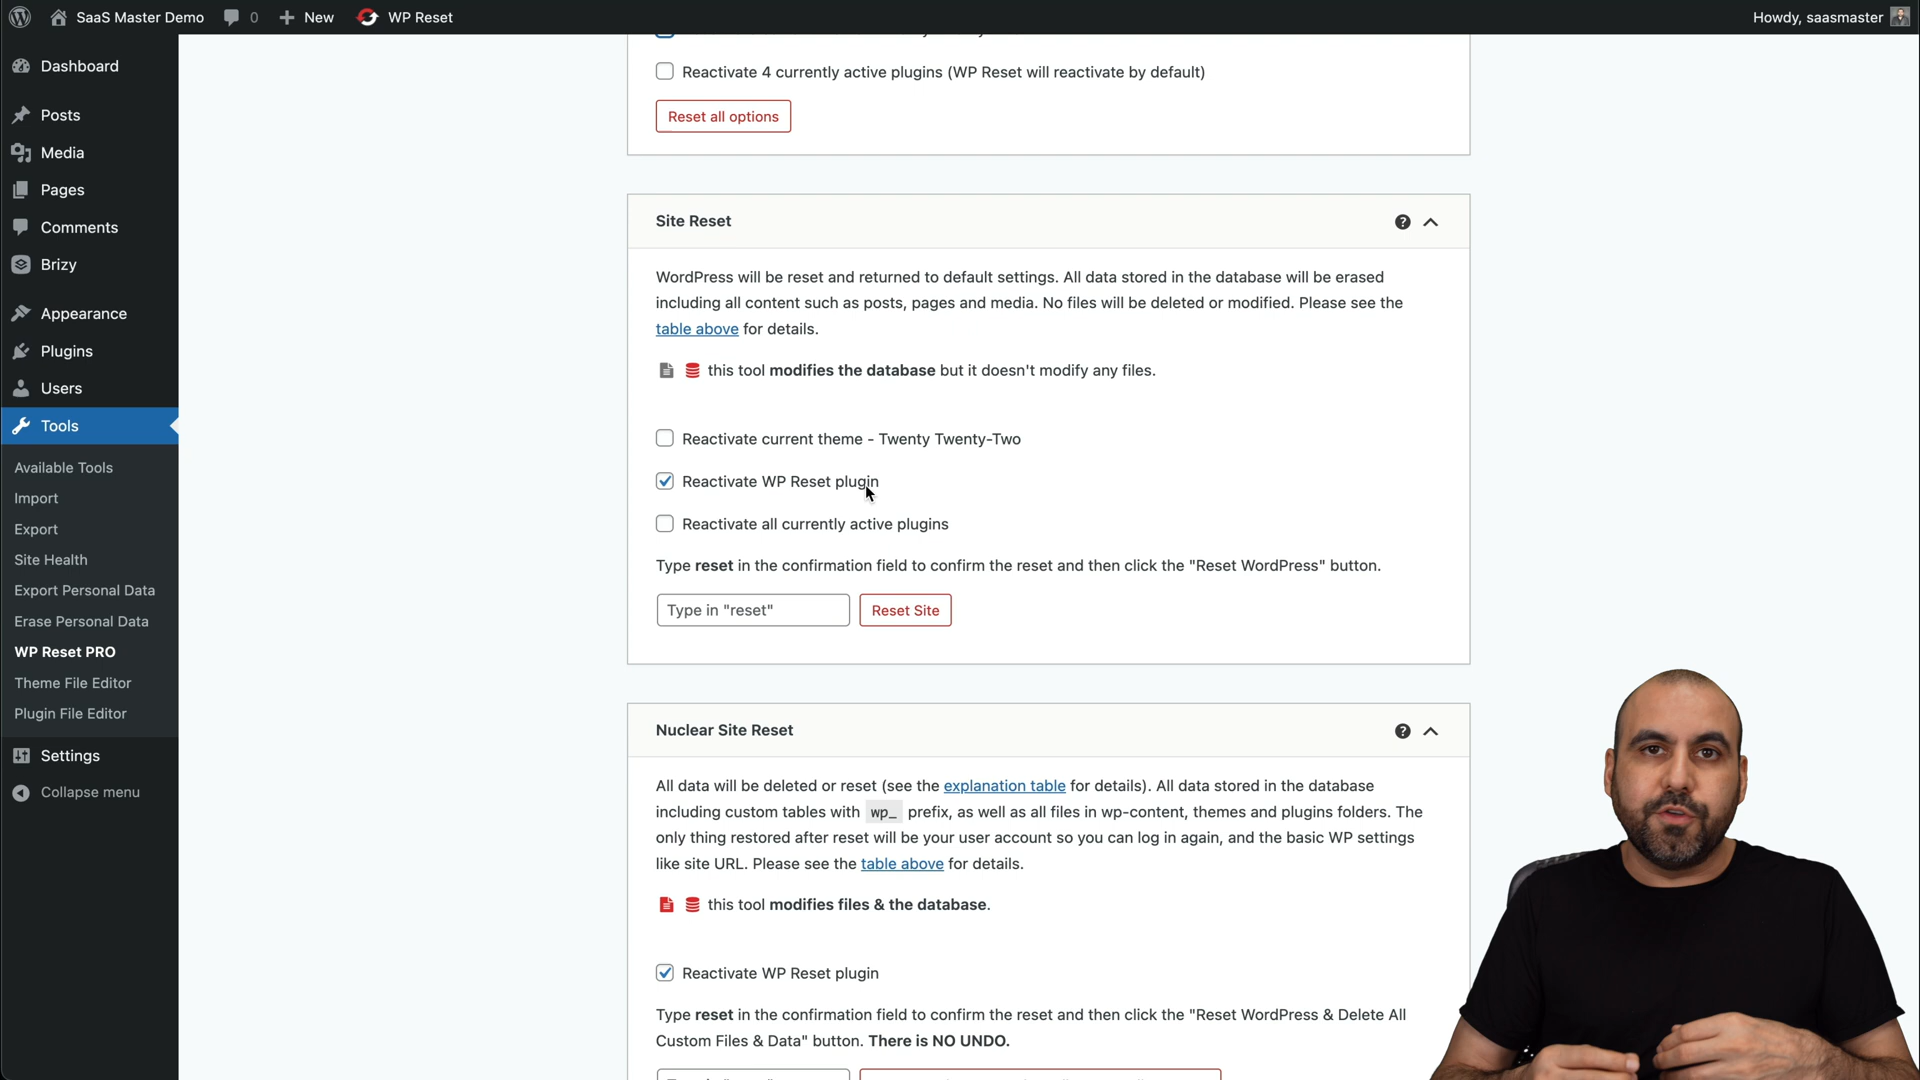 SaaS Master Demo
0
New
WP Reset
Howdy, saasmaster
Dashboard
Posts
Media
Pages
Comments
Brizy
Appearance
Plugins
Users
Tools
Available Tools
Import
Export
Site Health
Export Personal Data
Erase Personal Data
WP Reset PRO
Theme File Editor
Plugin File Editor
Settings
Collapse menu
Reactivate 4 currently active plugins (WP Reset will reactivate by default)
Reset all options
Site Reset
WordPress will be reset and returned to default settings. All data stored in the database will be erased
including all content such as posts, pages and media. No files will be deleted or modified. Please see the
table above for details.
this tool modifies the database but it doesn't modify any files.
Reactivate current theme - Twenty Twenty-Two
Reactivate WP Reset plugin
Reactivate all currently active plugins
Type reset in the confirmation field to confirm the reset and then click the "Reset WordPress" button.
Type in "reset"
Reset Site
Nuclear Site Reset
All data will be deleted or reset (see the explanation table for details). All data stored in the database
including custom tables with wp_ prefix, as well as all files in wp-content, themes and plugins folders. The
only thing restored after reset will be your user account so you can log in again, and the basic WP settings
like site URL. Please see the table above for details.
this tool modifies files & the database.
Reactivate WP Reset plugin
Type reset in the confirmation field to confirm the reset and then click the "Reset WordPress & Delete All
Custom Files & Data" button. There is NO UNDO.